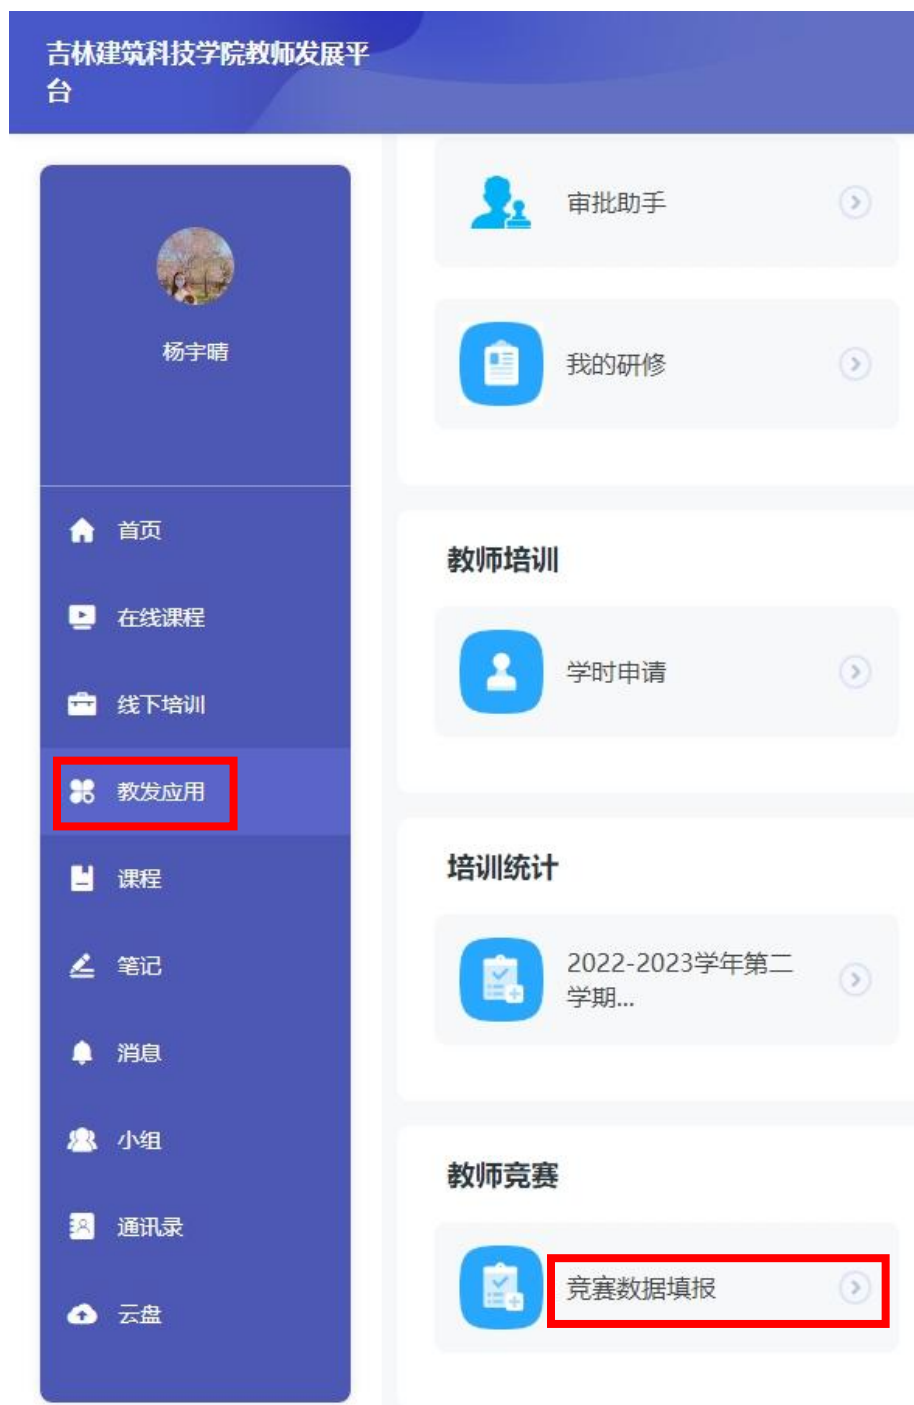 吉林建筑科技学院教师发展平
台
杨宇晴
首页
在线课程
线下培训
教发应用
课程
笔记
消息
小组
通讯录
云盘
审批助手
我的研修
教师培训
学时申请
培训统计
2022-2023学年第二
学期...
教师竞赛
竞赛数据填报